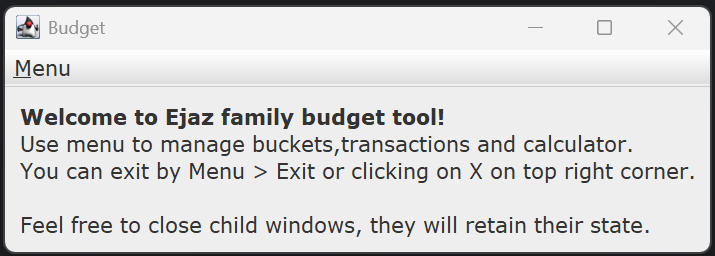 Budget
Menu
Welcome to Ejaz family budget tool!
Use menu to manage buckets,transactions and calculator.
You can exit by Menu > Exit or clicking on X on top right corner.
Feel free to close child windows, they will retain their state.